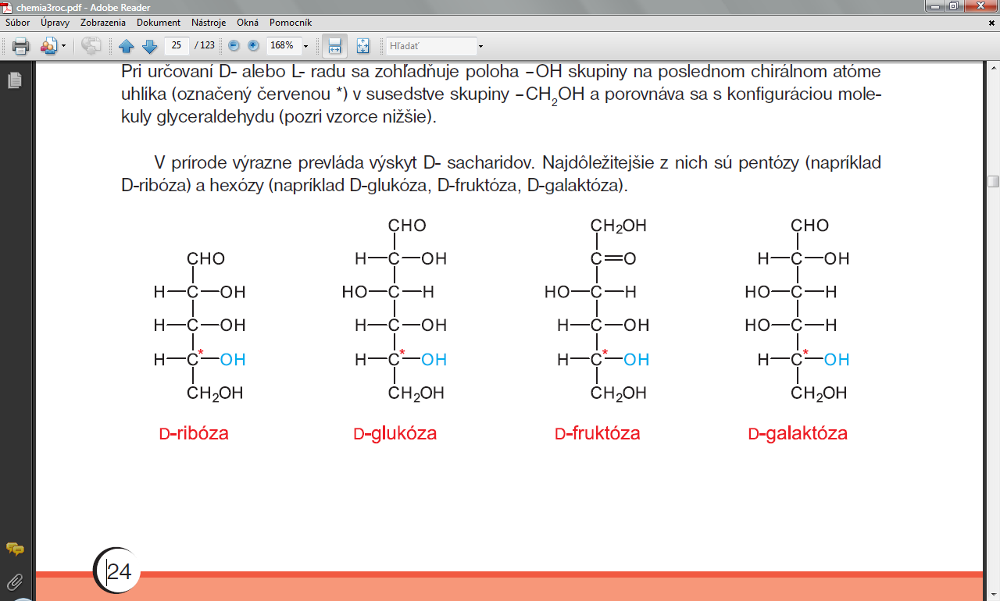 chemia3roc.pdf - Adobe Reader
Súbor Úpravy Zobrazenia Dokument Nástroje Okná Pomocník
25 / 123 168% Hľadať
Pri určovaní D- alebo L- radu sa zohľadňuje poloha –OH skupiny na poslednom chirálnom atóme
uhlíka (označený červenou *) v susedstve skupiny –CH₂OH a porovnáva sa s konfiguráciou mole-
kuly glyceraldehydu (pozri vzorce nižšie).
V prírode výrazne prevláda výskyt D- sacharidov. Najdôležitejšie z nich sú pentózy (napríklad
D-ribóza) a hexózy (napríklad D-glukóza, D-fruktóza, D-galaktóza).
CHO CH₂OH CHO
CHO H—C—OH C=O H—C—OH
H—C—OH HO—C—H HO—C—H HO—C—H
H—C—OH H—C—OH H—C—OH HO—C—H
H—C*—OH H—C*—OH H—C*—OH H—C*—OH
CH₂OH CH₂OH CH₂OH CH₂OH
D-ribóza D-glukóza D-fruktóza D-galaktóza
24